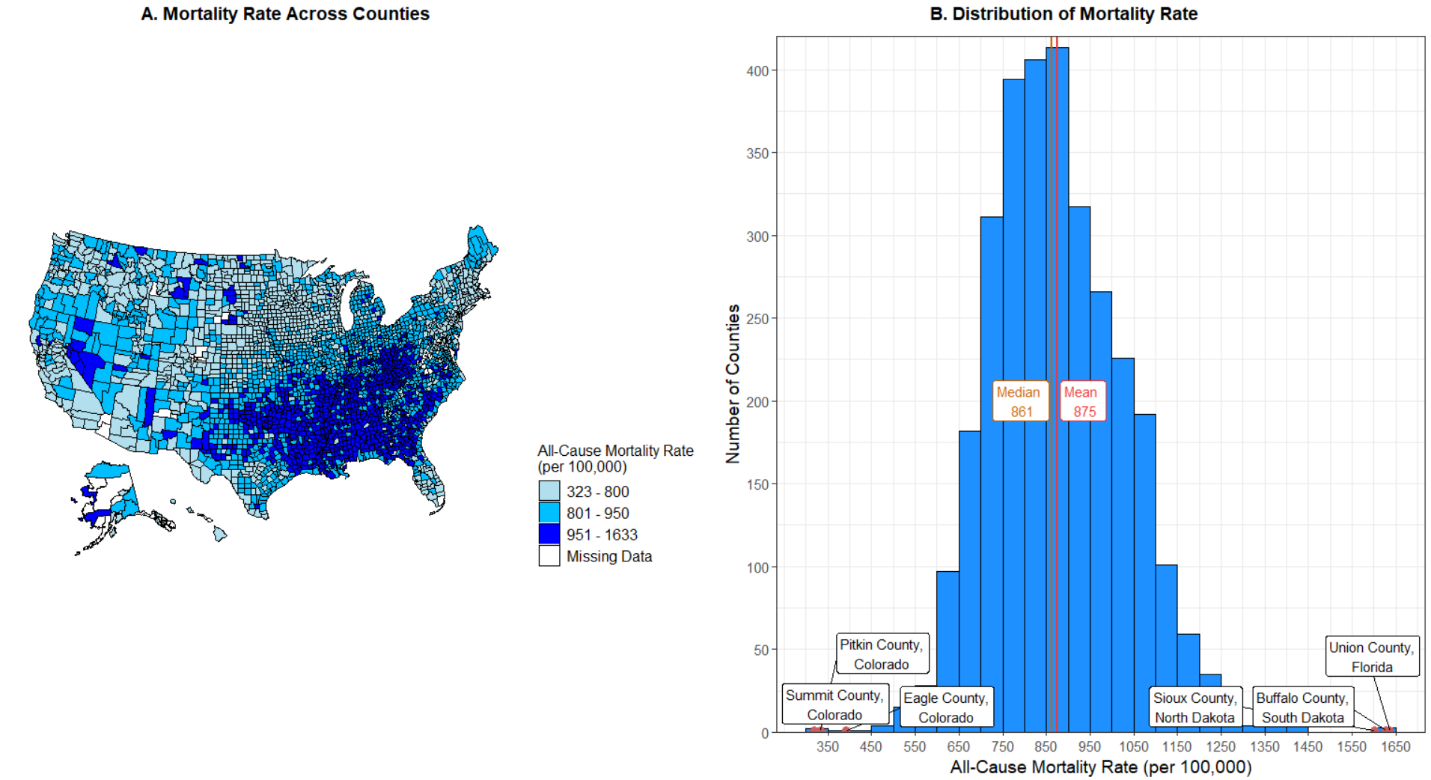 A. Mortality Rate Across Counties
All-Cause Mortality Rate
(per 100,000)
323 - 800
801 - 950
951 - 1633
Missing Data
B. Distribution of Mortality Rate
Number of Counties
400
350
300
250
200
150
100
50
0
Median
861
Mean
875
Pitkin County,
Colorado
Summit County,
Colorado
Eagle County,
Colorado
Sioux County,
North Dakota
Buffalo County,
South Dakota
Union County,
Florida
350 450 550 650 750 850 950 1050 1150 1250 1350 1450 1550 1650
All-Cause Mortality Rate (per 100,000)